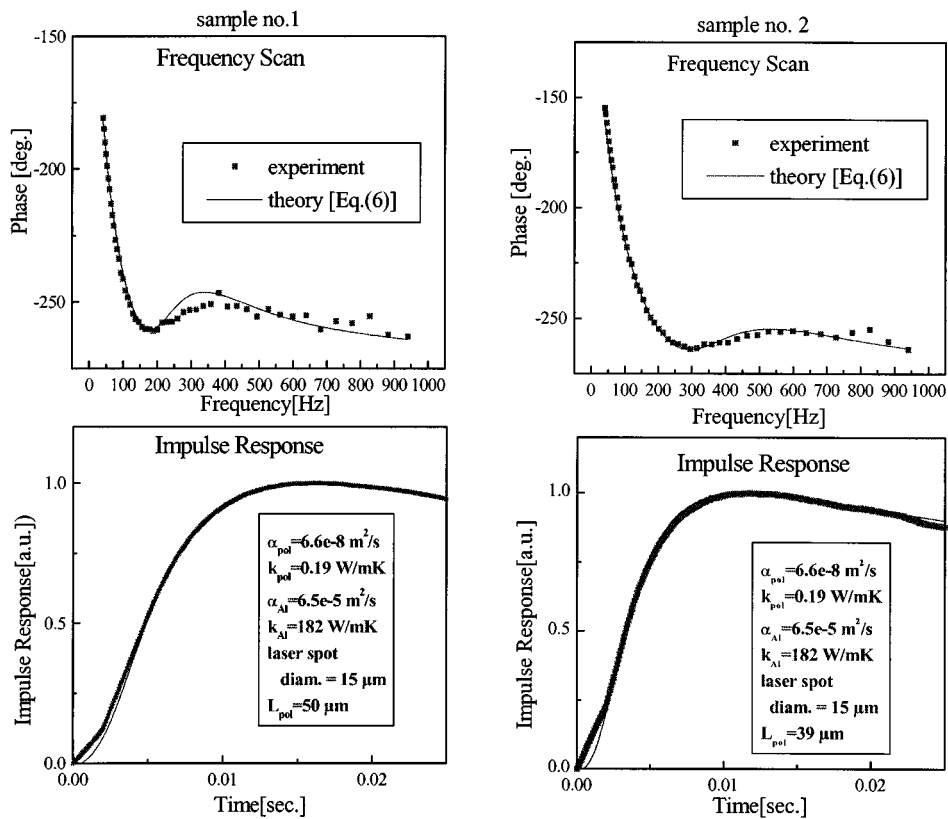 sample no.1
Frequency Scan
-150
-200
-250
Phase [deg.]
experiment
theory [Eq.(6)]
0 100 200 300 400 500 600 700 800 900 1000
Frequency[Hz]
sample no. 2
Frequency Scan
-150
-200
-250
Phase [deg.]
experiment
theory [Eq.(6)]
0 100 200 300 400 500 600 700 800 900 1000
Frequency[Hz]
Impulse Response
1.0
0.5
0.0
Impulse Response[a.u.])
α_pol=6.6e-8 m²/s
k_pol=0.19 W/mK
α_Al=6.5e-5 m²/s
k_Al=182 W/mK
laser spot
diam. = 15 μm
L_pol=50 μm
0.00 0.01 0.02
Time[sec.]
Impulse Response
1.0
0.5
0.0
Impulse Response[a.u.]
α_pol=6.6e-8 m²/s
k_pol=0.19 W/mK
α_Al=6.5e-5 m²/s
k_Al=182 W/mK
laser spot
diam. = 15 μm
L_pol=39 μm
0.00 0.01 0.02
Time[sec.]